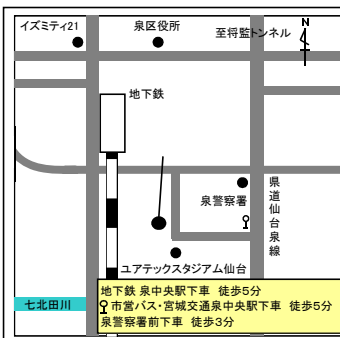 イズミティ21
泉区役所
至将監トンネル
N
地下鉄
泉警察署
県道仙台泉線
ユアテックスタジアム仙台
七北田川
地下鉄 泉中央駅下車 徒歩5分
市営バス・宮城交通泉中央駅下車 徒歩5分
泉警察署前下車 徒歩3分